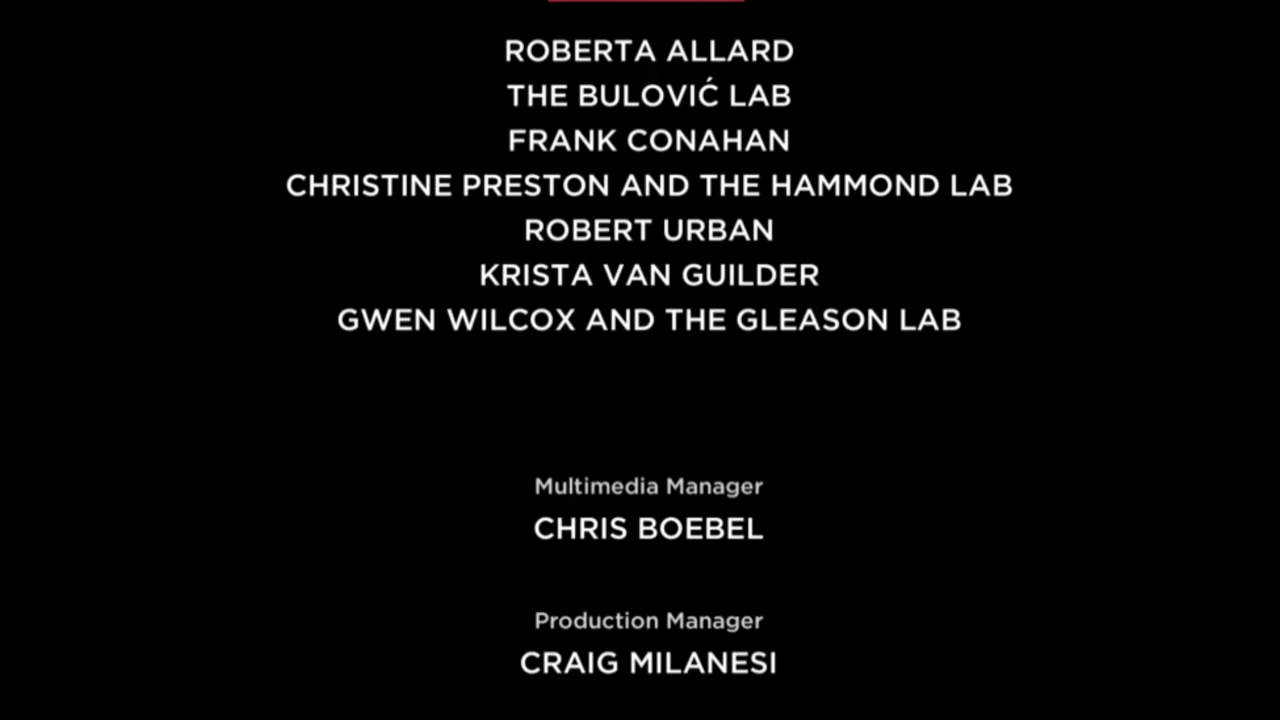 ROBERTA ALLARD
THE BULOVIĆ LAB
FRANK CONAHAN
CHRISTINE PRESTON AND THE HAMMOND LAB
ROBERT URBAN
KRISTA VAN GUILDER
GWEN WILCOX AND THE GLEASON LAB
Multimedia Manager
CHRIS BOEBEL
Production Manager
CRAIG MILANESI